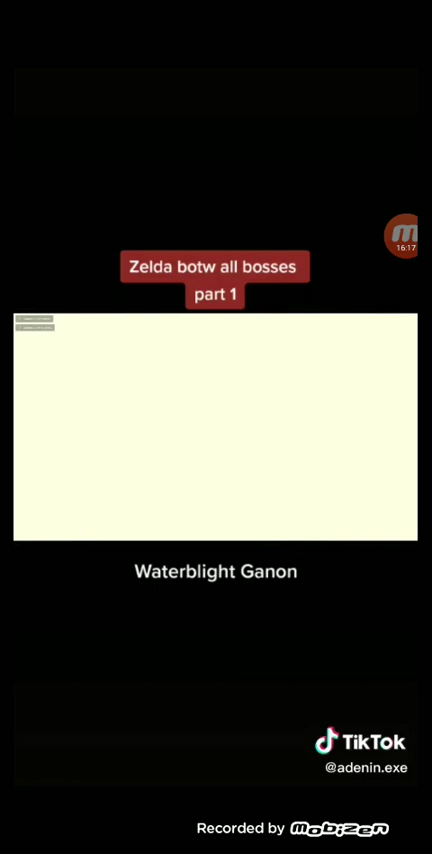 16:17
Zelda botw all bosses
part 1
Waterblight Ganon
TikTok
@adenin.exe
Recorded by mobizen